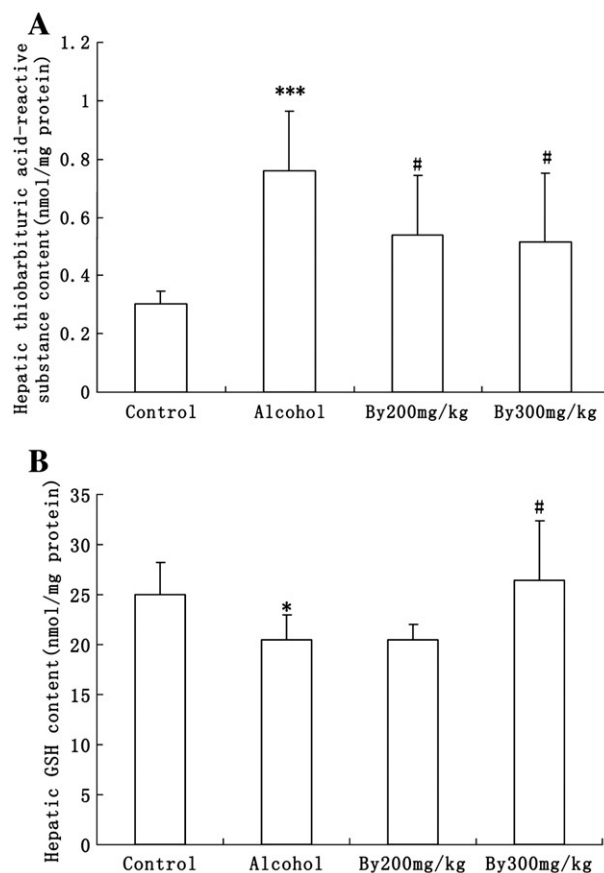 A
Hepatic thiobarbituric acid-reactive
substance content(nmol/mg protein)
1.2
1
0.8
0.6
0.4
0.2
0
***
#
#
Control Alcohol By200mg/kg By300mg/kg
B
Hepatic GSH content(nmol/mg protein)
35
30
25
20
15
10
5
0
*
#
Control Alcohol By200mg/kg By300mg/kg